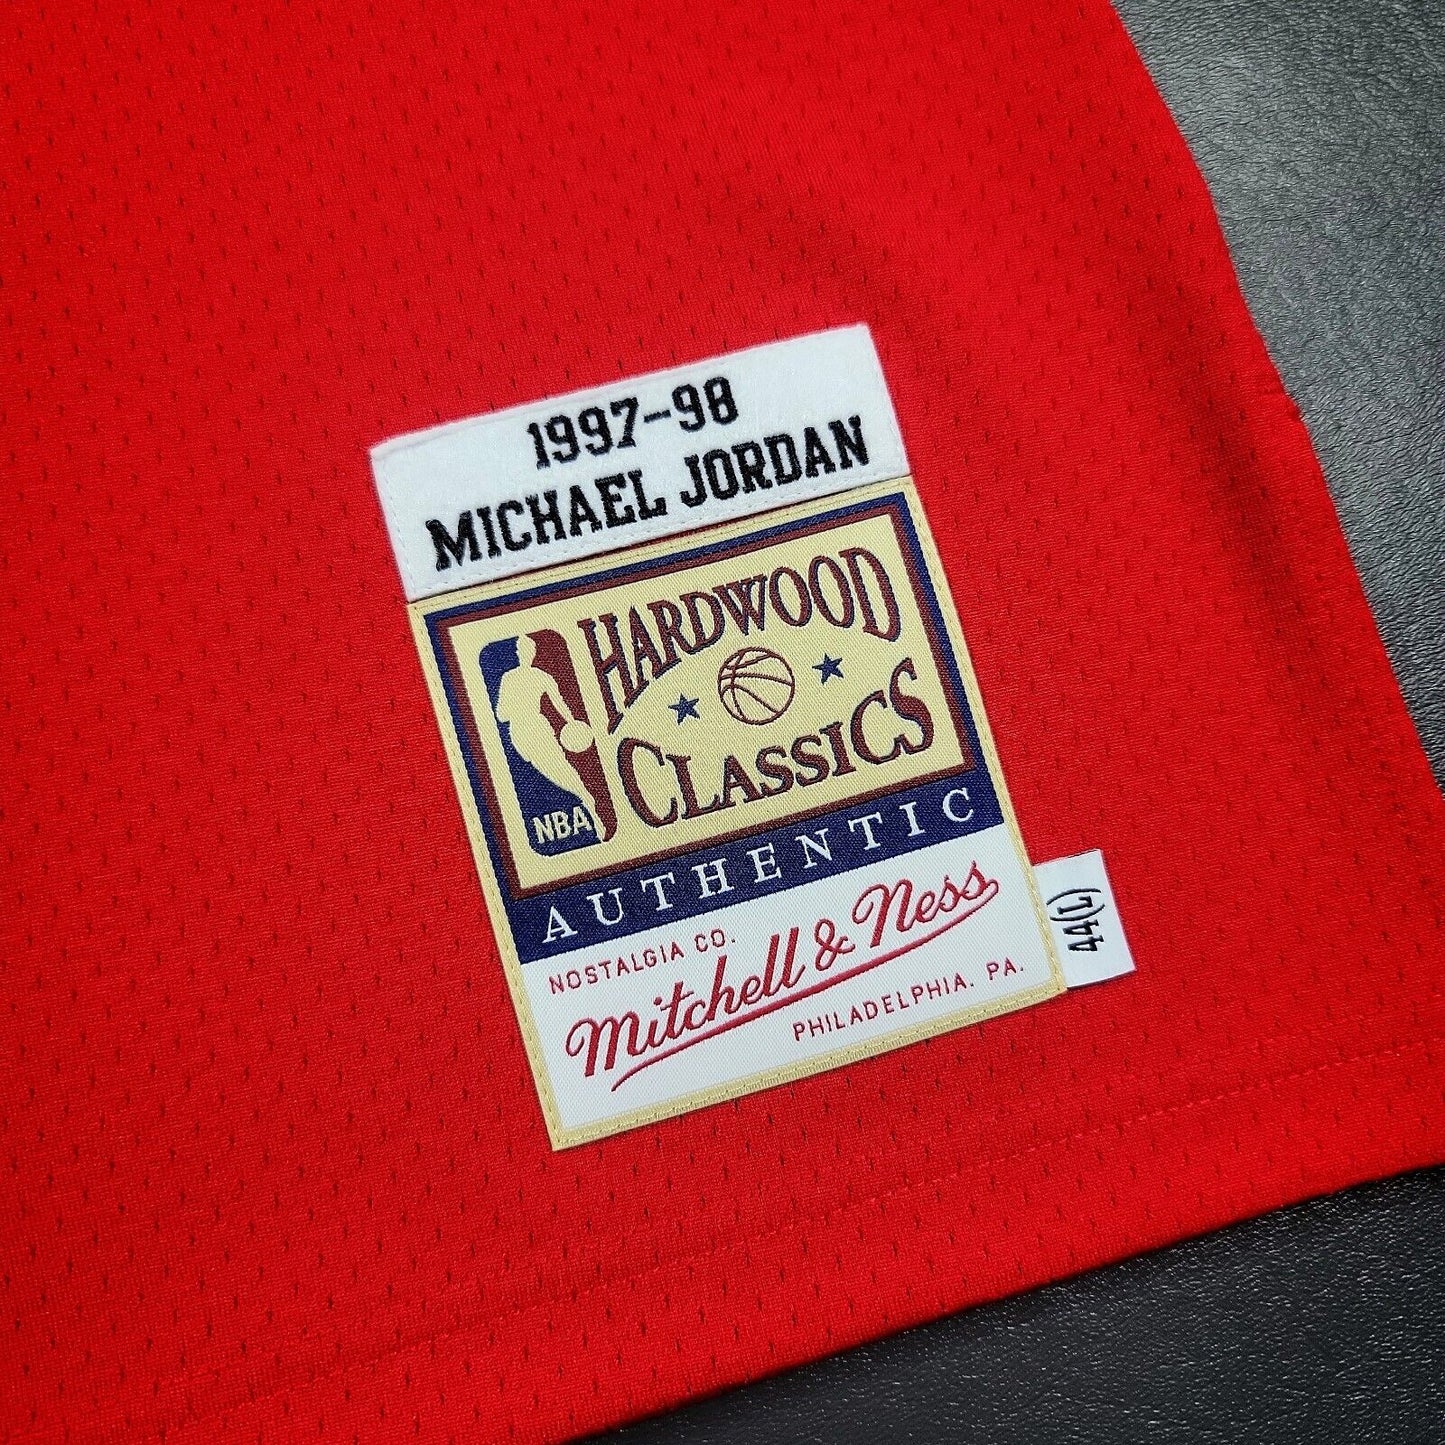 1997-98
MICHAEL JORDAN
HARDWOOD
CLASSICS
NBA
AUTHENTIC
NOSTALGIA CO.
Mitchell & Ness
PHILADELPHIA, PA.
44(L)